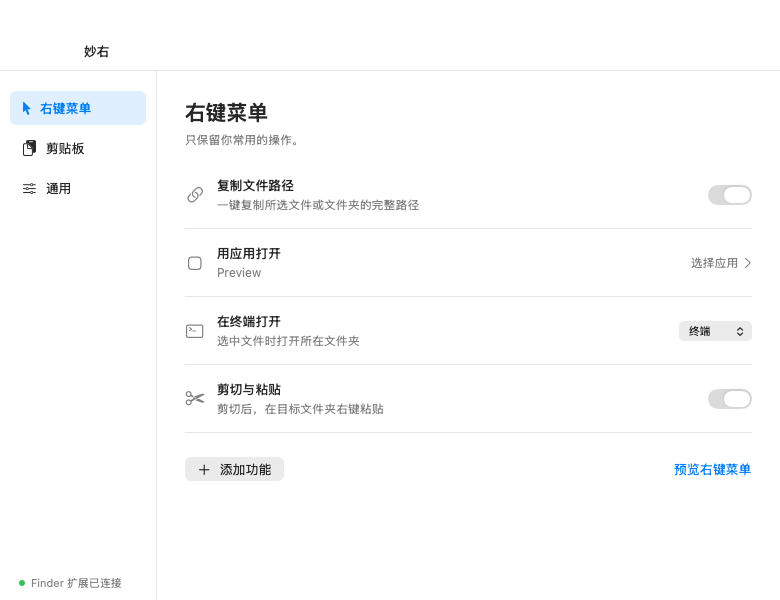 妙右
右键菜单
剪贴板
通用
右键菜单
只保留你常用的操作。
复制文件路径
一键复制所选文件或文件夹的完整路径
用应用打开
Preview
选择应用
在终端打开
选中文件时打开所在文件夹
终端
剪切与粘贴
剪切后，在目标文件夹右键粘贴
添加功能
预览右键菜单
Finder 扩展已连接